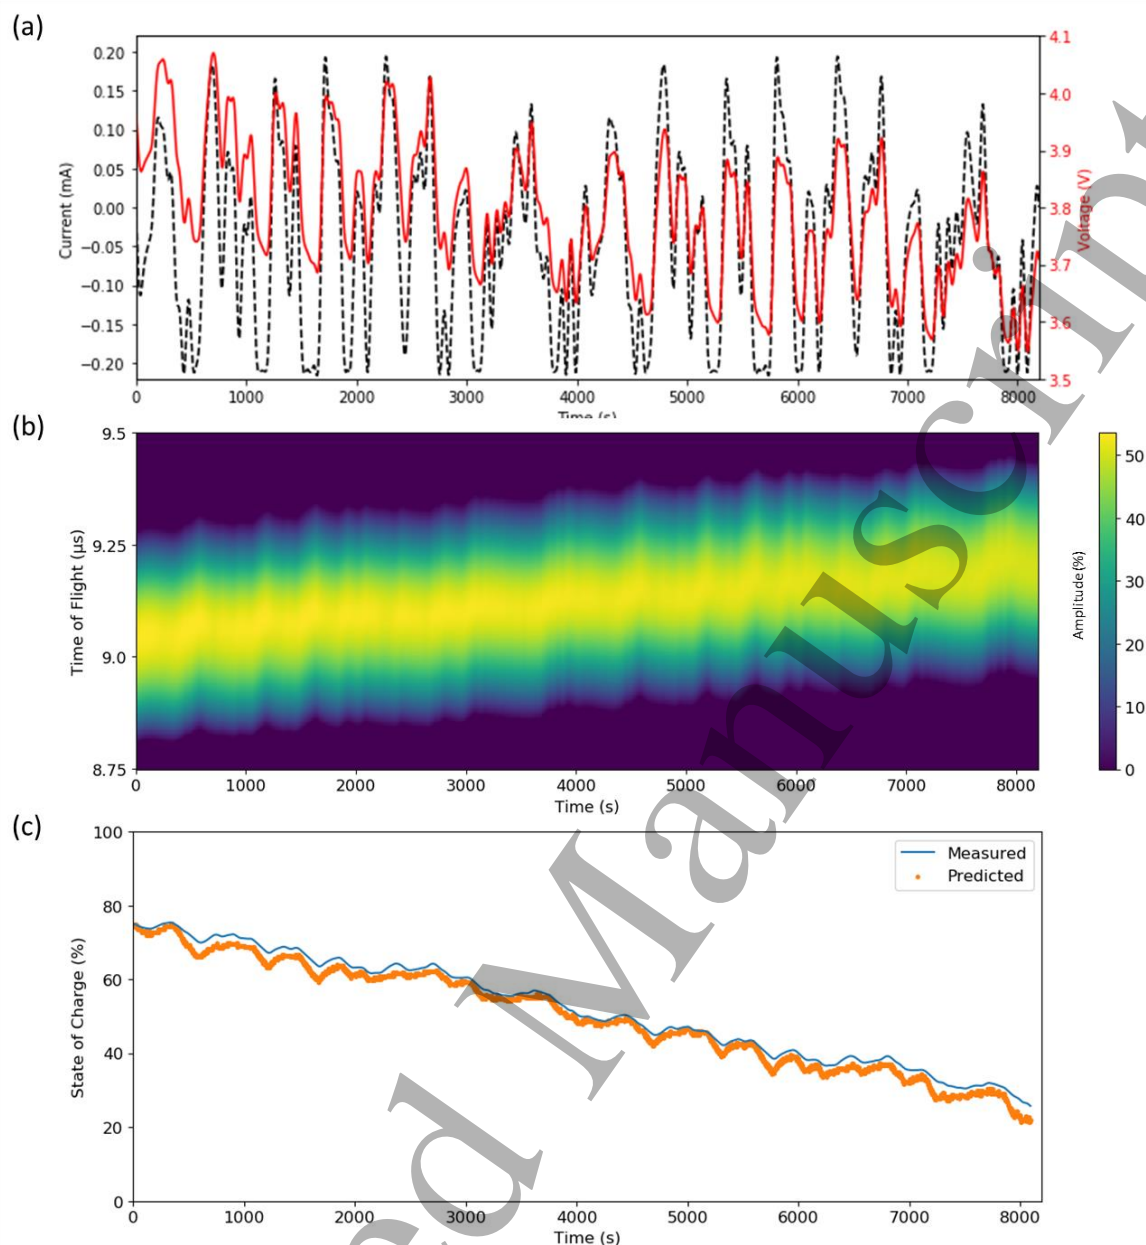 (a)
Current (mA)
0.20
0.15
0.10
0.05
0.00
−0.05
−0.10
−0.15
−0.20
4.1
4.0
3.9
3.8
3.7
3.6
3.5
Voltage (V)
0 1000 2000 3000 4000 5000 6000 7000 8000
Time (s)
(b)
Time of Flight (µs)
9.5
9.25
9.0
8.75
0 1000 2000 3000 4000 5000 6000 7000 8000
Time (s)
50
40
30
20
10
0
Amplitude(%)
(c)
State of Charge (%)
100
80
60
40
20
0
Measured
Predicted
0 1000 2000 3000 4000 5000 6000 7000 8000
Time (s)
ed Manuscript